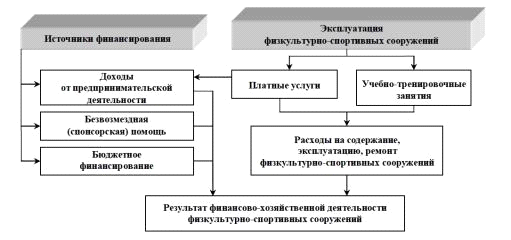 Источники финансирования
Эксплуатация
физкультурно-спортивных сооружений
Доходы
от предпринимательской
деятельности
Платные услуги
Учебно-тренировочные
занятия
Безвозмездная
(спонсорская) помощь
Бюджетное
финансирование
Расходы на содержание,
эксплуатацию, ремонт
физкультурно-спортивных сооружений
Результат финансово-хозяйственной деятельности
физкультурно-спортивных сооружений